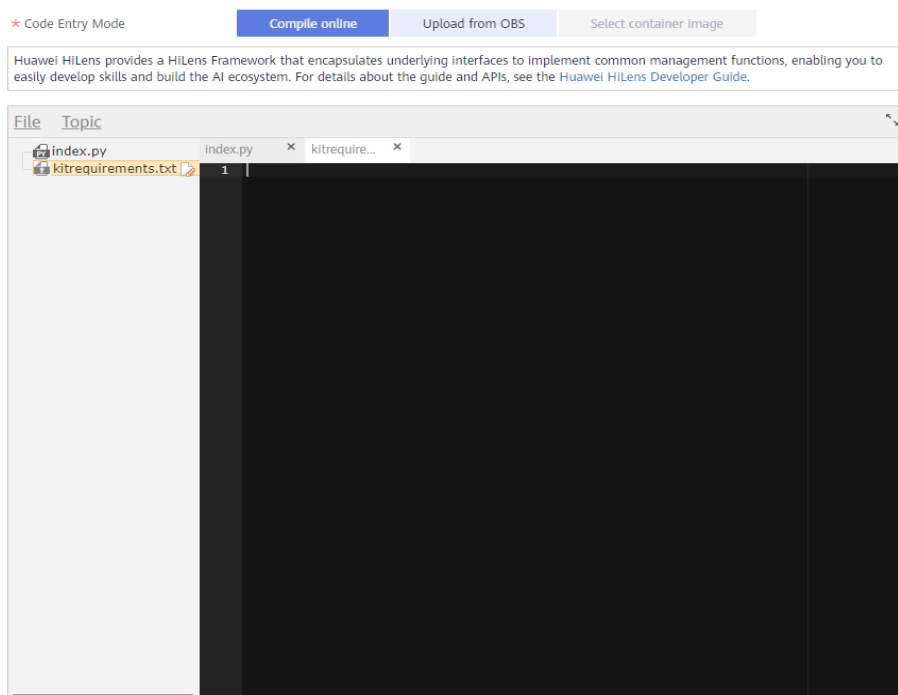 * Code Entry Mode Compile online Upload from OBS Select container image
Huawei HiLens provides a HiLens Framework that encapsulates underlying interfaces to implement common management functions, enabling you to
easily develop skills and build the AI ecosystem. For details about the guide and APIs, see the Huawei HiLens Developer Guide.
File Topic
index.py
kitrequirements.txt
index.py × kitrequire... ×
1